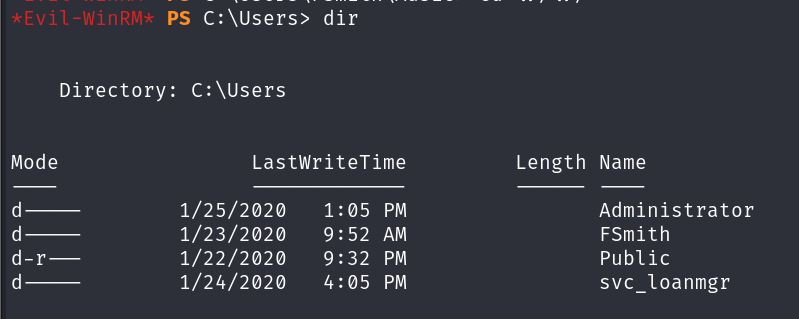 *Evil-WinRM* PS C:\Users> dir
Directory: C:\Users
Mode LastWriteTime Length Name
---- ------------- ------ ----
d----- 1/25/2020 1:05 PM Administrator
d----- 1/23/2020 9:52 AM FSmith
d-r--- 1/22/2020 9:32 PM Public
d----- 1/24/2020 4:05 PM svc_loanmgr